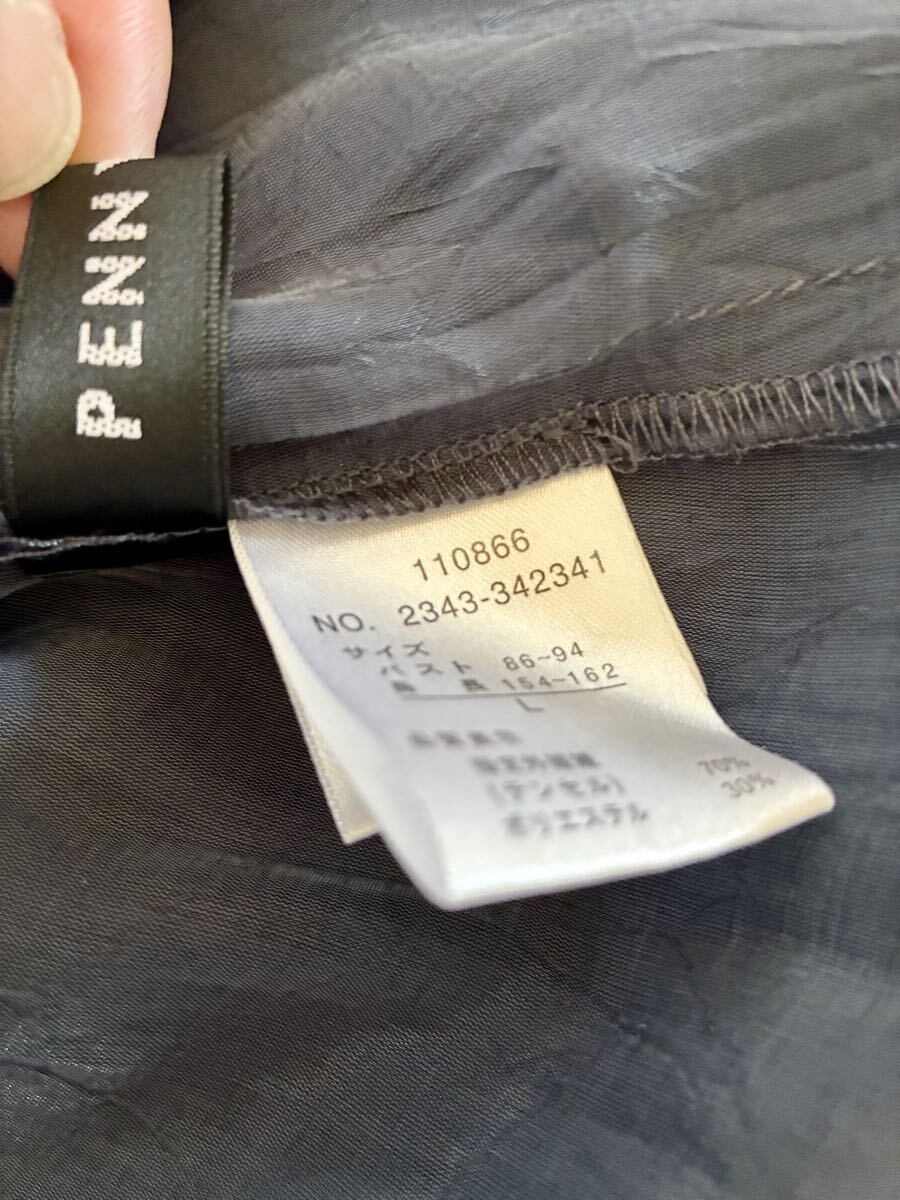 PENN
110866
NO. 2343-342341
サイズ
バスト 86~94
身長 154~162
L
品質表示
指定外繊維
(テンセル) 70%
ポリエステル 30%